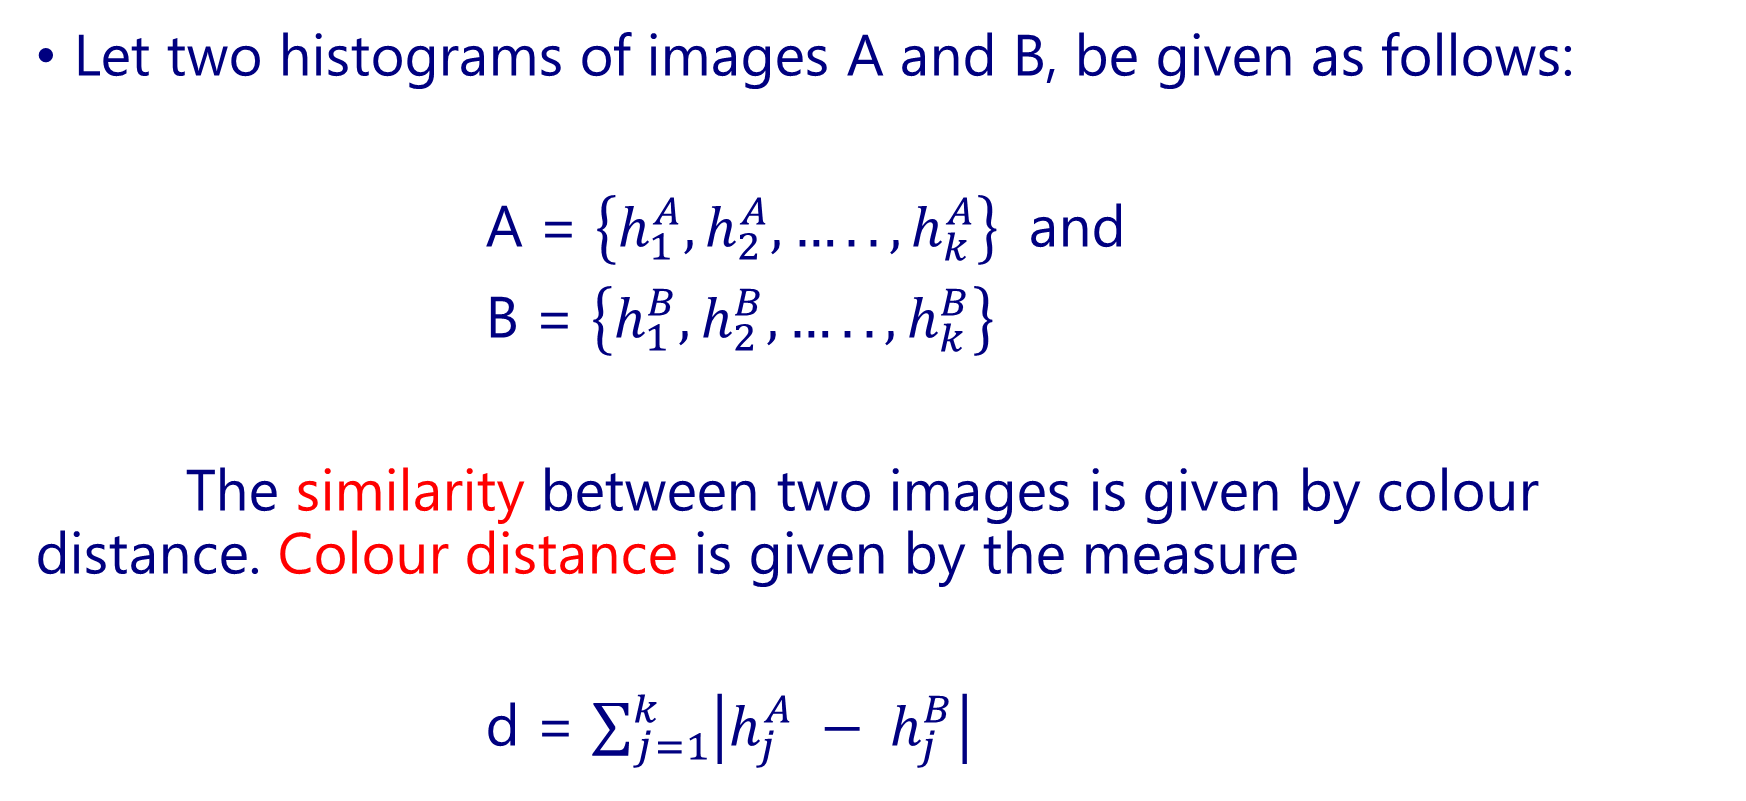 • Let two histograms of images A and B, be given as follows:
A = {h₁ᴬ, h₂ᴬ, … . . , hₖᴬ} and
B = {h₁ᴮ, h₂ᴮ, … . . , hₖᴮ}
The similarity between two images is given by colour
distance. Colour distance is given by the measure
d = ∑ⱼ₌₁ᵏ|hⱼᴬ − hⱼᴮ|